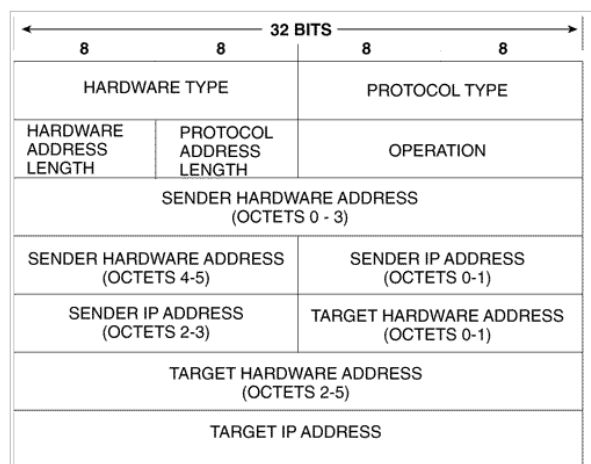 32 BITS
8 8 8 8
HARDWARE TYPE PROTOCOL TYPE
HARDWARE
ADDRESS
LENGTH
PROTOCOL
ADDRESS
LENGTH
OPERATION
SENDER HARDWARE ADDRESS
(OCTETS 0 - 3)
SENDER HARDWARE ADDRESS
(OCTETS 4-5)
SENDER IP ADDRESS
(OCTETS 0-1)
SENDER IP ADDRESS
(OCTETS 2-3)
TARGET HARDWARE ADDRESS
(OCTETS 0-1)
TARGET HARDWARE ADDRESS
(OCTETS 2-5)
TARGET IP ADDRESS